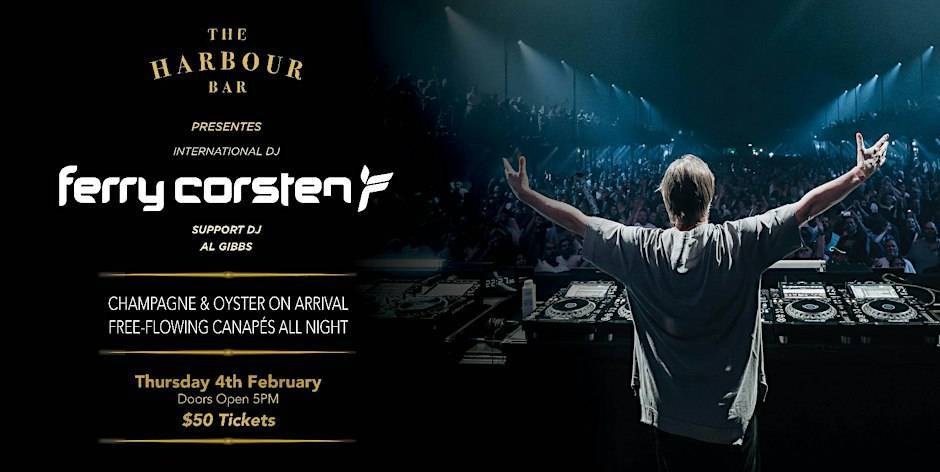 THE
HARBOUR
BAR
PRESENTES
INTERNATIONAL DJ
ferry corsten
SUPPORT DJ
AL GIBBS
CHAMPAGNE & OYSTER ON ARRIVAL
FREE-FLOWING CANAPÉS ALL NIGHT
Thursday 4th February
Doors Open 5PM
$50 Tickets